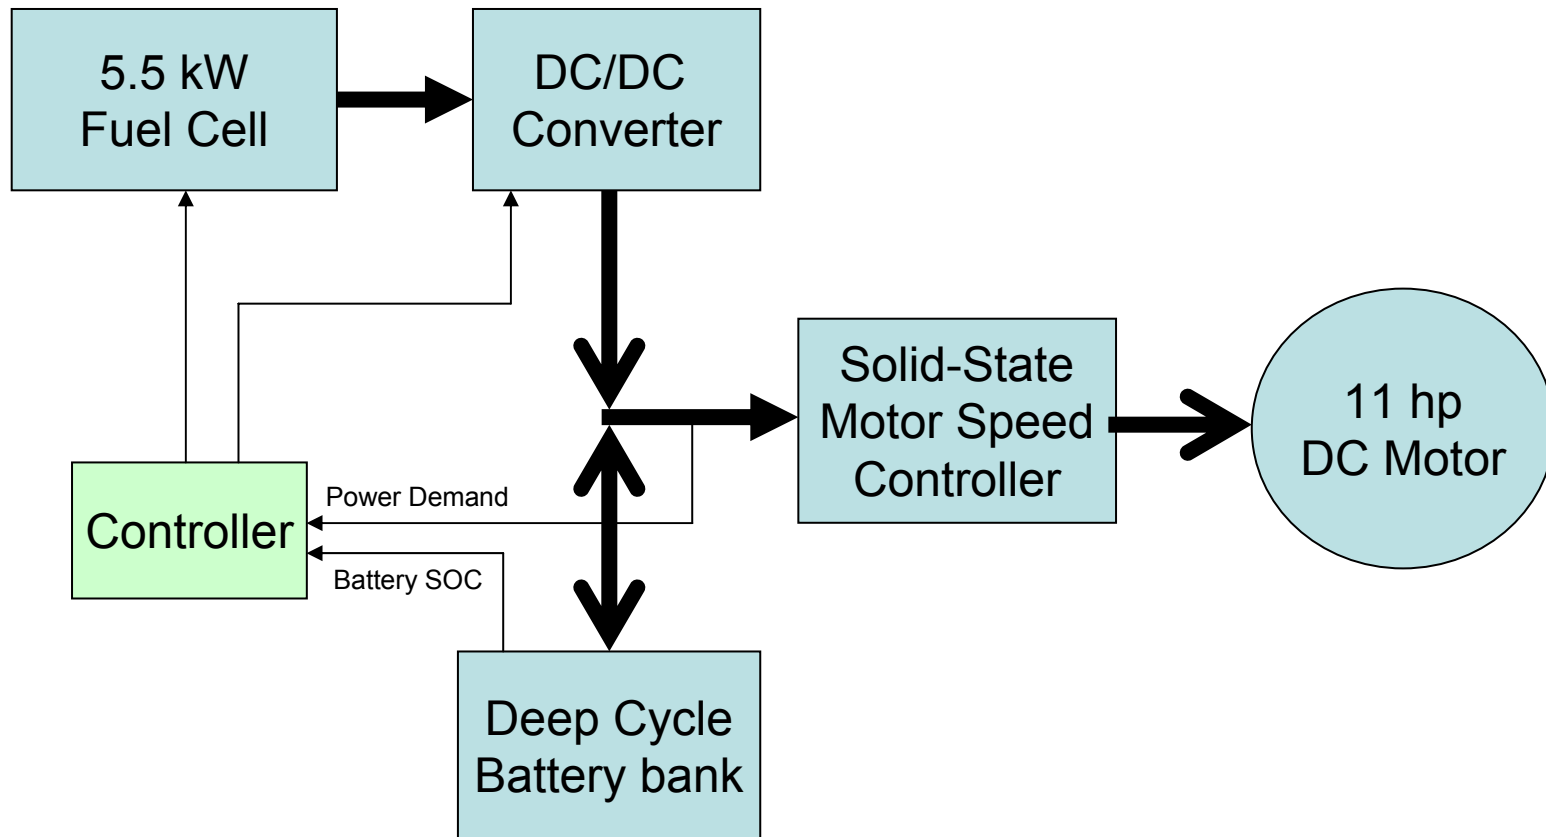 5.5 kW
Fuel Cell
DC/DC
Converter
Solid-State
Motor Speed
Controller
11 hp
DC Motor
Controller
Power Demand
Battery SOC
Deep Cycle
Battery bank